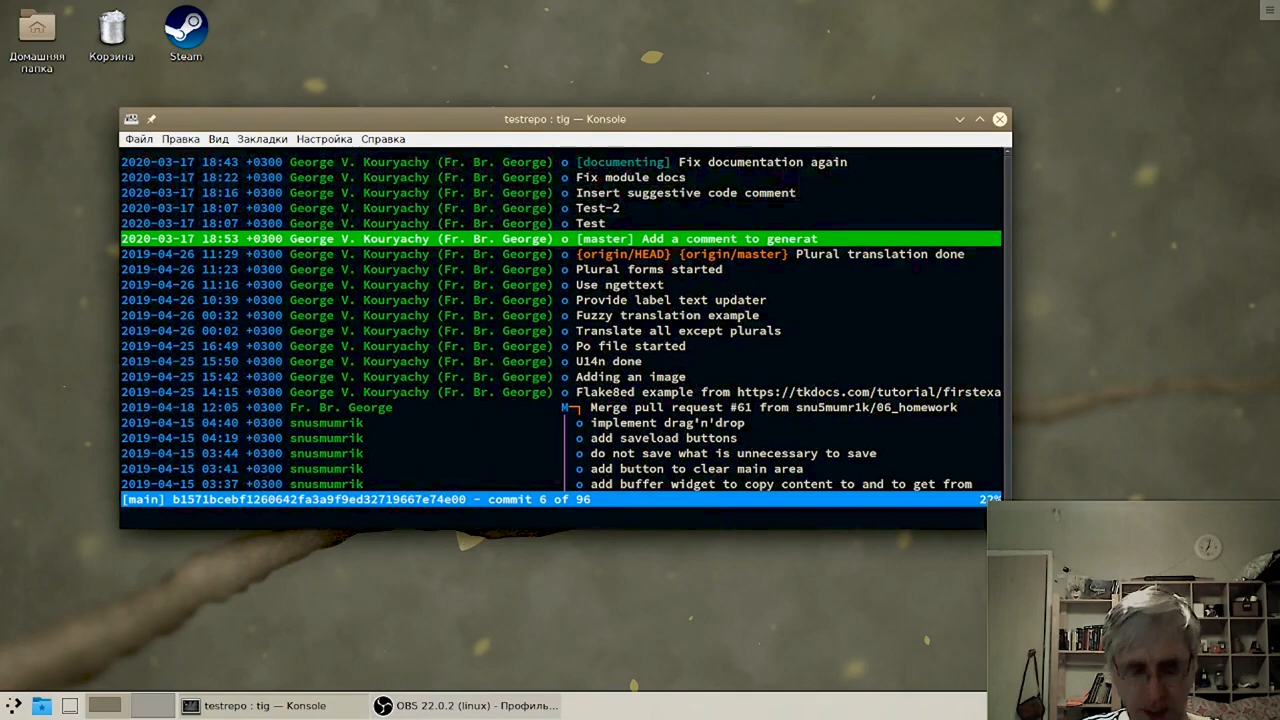 Домашняя
папка
Корзина
Steam
testrepo : tig — Konsole
Файл Правка Вид Закладки Настройка Справка
2020-03-17 18:43 +0300 George V. Kouryachy (Fr. Br. George) o [documenting] Fix documentation again
2020-03-17 18:22 +0300 George V. Kouryachy (Fr. Br. George) o Fix module docs
2020-03-17 18:16 +0300 George V. Kouryachy (Fr. Br. George) o Insert suggestive code comment
2020-03-17 18:07 +0300 George V. Kouryachy (Fr. Br. George) o Test-2
2020-03-17 18:07 +0300 George V. Kouryachy (Fr. Br. George) o Test
2020-03-17 18:53 +0300 George V. Kouryachy (Fr. Br. George) o [master] Add a comment to generat
2019-04-26 11:29 +0300 George V. Kouryachy (Fr. Br. George) o {origin/HEAD} {origin/master} Plural translation done
2019-04-26 11:23 +0300 George V. Kouryachy (Fr. Br. George) o Plural forms started
2019-04-26 11:16 +0300 George V. Kouryachy (Fr. Br. George) o Use ngettext
2019-04-26 10:39 +0300 George V. Kouryachy (Fr. Br. George) o Provide label text updater
2019-04-26 00:32 +0300 George V. Kouryachy (Fr. Br. George) o Fuzzy translation example
2019-04-26 00:02 +0300 George V. Kouryachy (Fr. Br. George) o Translate all except plurals
2019-04-25 16:49 +0300 George V. Kouryachy (Fr. Br. George) o Po file started
2019-04-25 15:50 +0300 George V. Kouryachy (Fr. Br. George) o U14n done
2019-04-25 15:42 +0300 George V. Kouryachy (Fr. Br. George) o Adding an image
2019-04-25 14:15 +0300 George V. Kouryachy (Fr. Br. George) o Flake8ed example from https://tkdocs.com/tutorial/firstexa
2019-04-18 12:05 +0300 Fr. Br. George M Merge pull request #61 from snu5mumr1k/06_homework
2019-04-15 04:40 +0300 snusmumrik o implement drag'n'drop
2019-04-15 04:19 +0300 snusmumrik o add saveload buttons
2019-04-15 03:44 +0300 snusmumrik o do not save what is unnecessary to save
2019-04-15 03:41 +0300 snusmumrik o add button to clear main area
2019-04-15 03:37 +0300 snusmumrik o add buffer widget to copy content to and to get from
[main] b1571bcebf1260642fa3a9f9ed32719667e74e00 - commit 6 of 96 22%
testrepo : tig — Konsole
OBS 22.0.2 (linux) - Профиль...